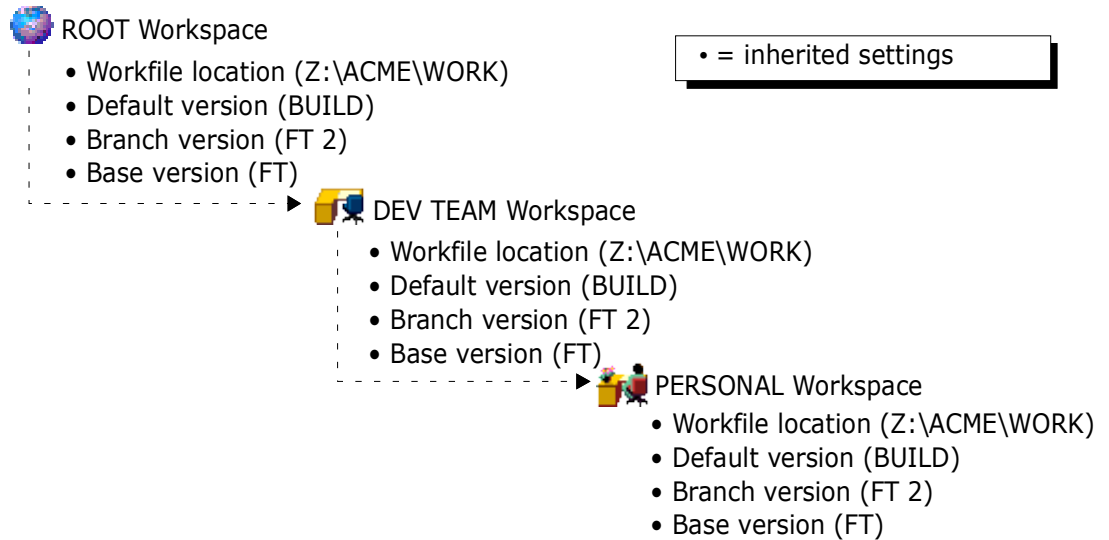 ROOT Workspace
• = inherited settings
• Workfile location (Z:\ACME\WORK)
• Default version (BUILD)
• Branch version (FT 2)
• Base version (FT)
DEV TEAM Workspace
• Workfile location (Z:\ACME\WORK)
• Default version (BUILD)
• Branch version (FT 2)
• Base version (FT)
PERSONAL Workspace
• Workfile location (Z:\ACME\WORK)
• Default version (BUILD)
• Branch version (FT 2)
• Base version (FT)